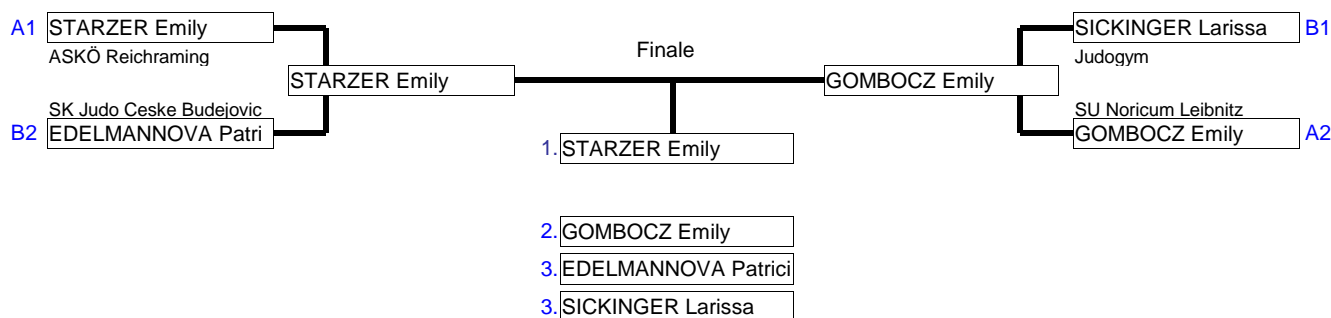 A1 STARZER Emily
ASKÖ Reichraming
SICKINGER Larissa B1
Judogym
Finale
STARZER Emily
GOMBOCZ Emily
SK Judo Ceske Budejovic
B2 EDELMANNOVA Patri
SU Noricum Leibnitz
GOMBOCZ Emily A2
1. STARZER Emily
2. GOMBOCZ Emily
3. EDELMANNOVA Patrici
3. SICKINGER Larissa